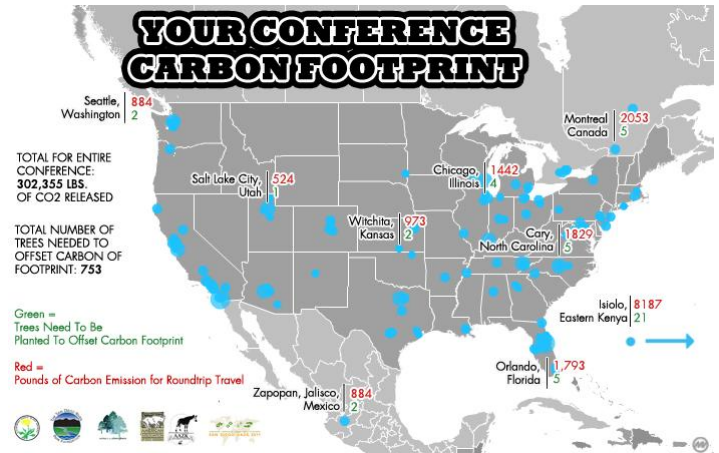 YOUR CONFERENCE
CARBON FOOTPRINT
Seattle,
Washington
884
2
Montreal
Canada
2053
5
TOTAL FOR ENTIRE
CONFERENCE:
302,355 LBS.
OF CO2 RELEASED
Salt Lake City,
Utah
524
1
Chicago,
Illinois
1442
4
Witchita,
Kansas
973
2
Cary,
North Carolina
1829
5
TOTAL NUMBER OF
TREES NEEDED TO
OFFSET CARBON OF
FOOTPRINT: 753
Isiolo,
Eastern Kenya
8187
21
Green =
Trees Need To Be
Planted To Offset Carbon Footprint
Red =
Pounds of Carbon Emission for Roundtrip Travel
Orlando,
Florida
1,793
5
Zapopan, Jalisco,
Mexico
884
2